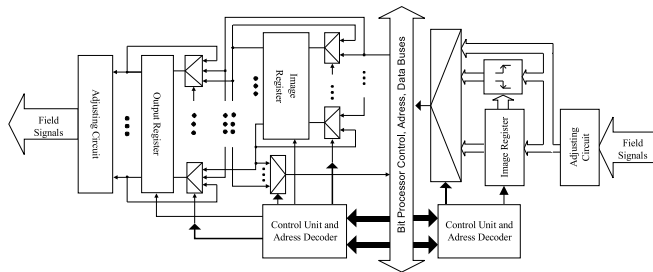 Field
Signals
Adjusting Circuit
Output Register
Image
Register
Bit Processor Control, Adress, Data Buses
Image Register
Adjusting
Circuit
Field
Signals
Control Unit and
Adress Decoder
Control Unit and
Adress Decoder